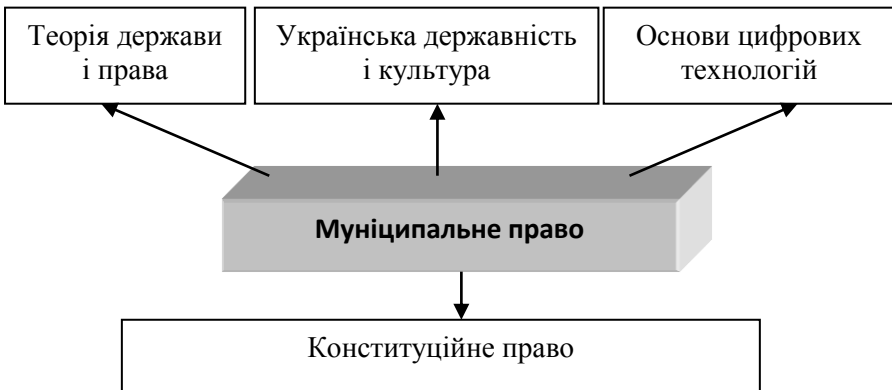 Теорія держави
і права
Українська державність
і культура
Основи цифрових
технологій
Муніципальне право
Конституційне право